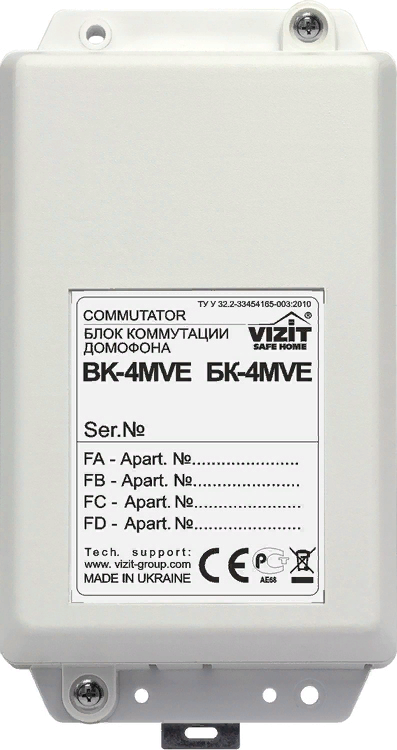 ТУ У 32.2-33454165-003:2010
COMMUTATOR
БЛОК КОММУТАЦИИ
ДОМОФОНА
VIZIT®
SAFE HOME
BK-4MVE БК-4MVE
Ser.№
FA - Apart. №........................
FB - Apart. №........................
FC - Apart. №........................
FD - Apart. №........................
Tech. support:
www. vizit-group.com
MADE IN UKRAINE
CE
РСТ
АЕ68